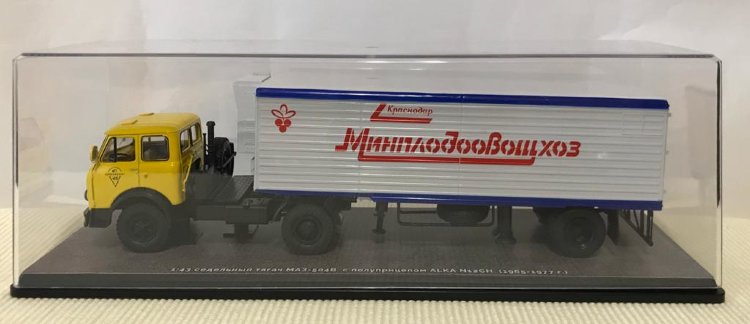 Краснодар
Минплодоовощхоз
1:43 седельный тягач МАЗ-504В с полуприцепом ALKA N12CH (1965-1977 г.)